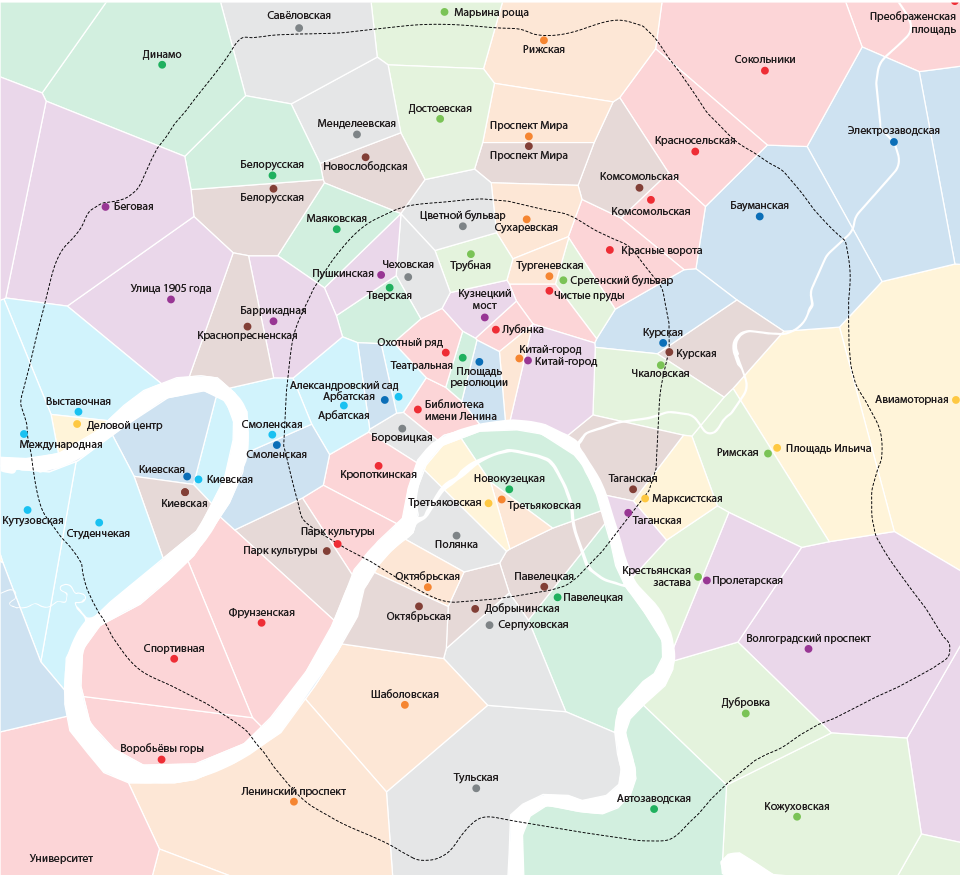 Савёловская
Марьина роща
Преображенская
площадь
Рижская
Динамо
Сокольники
Достоевская
Менделеевская
Проспект Мира
Электрозаводская
Красносельская
Проспект Мира
Белорусская
Новослободская
Комсомольская
Белорусская
Беговая
Бауманская
Комсомольская
Маяковская
Цветной бульвар
Сухаревская
Красные ворота
Чеховская
Трубная
Тургеневская
Пушкинская
Сретенский бульвар
Улица 1905 года
Тверская
Кузнецкий
мост
Чистые пруды
Баррикадная
Краснопресненская
Лубянка
Курская
Охотный ряд
Китай-город
Курская
Театральная
Китай-город
Площадь
революции
Чкаловская
Александровский сад
Арбатская
Выставочная
Библиотека
имени Ленина
Авиамоторная
Арбатская
Деловой центр
Смоленская
Боровицкая
Международная
Смоленская
Римская
Площадь Ильича
Киевская
Кропоткинская
Киевская
Новокузнецкая
Таганская
Киевская
Третьяковская
Третьяковская
Марксистская
Кутузовская
Таганская
Студенчекая
Парк культуры
Полянка
Парк культуры
Крестьянская
застава
Октябрьская
Павелецкая
Пролетарская
Павелецкая
Октябрьская
Добрынинская
Фрунзенская
Серпуховская
Волгоградский проспект
Спортивная
Шаболовская
Дубровка
Воробьёвы горы
Тульская
Ленинский проспект
Автозаводская
Кожуховская
Университет